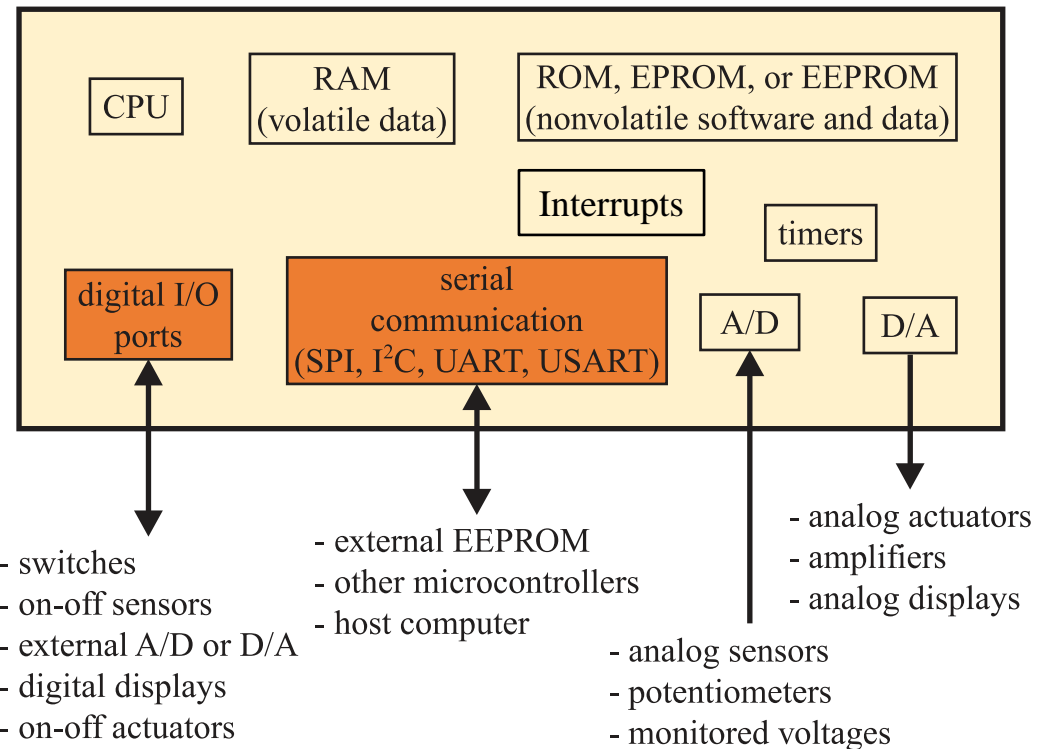 CPU
RAM
(volatile data)
ROM, EPROM, or EEPROM
(nonvolatile software and data)
Interrupts
timers
digital I/O
ports
serial
communication
(SPI, I²C, UART, USART)
A/D
D/A
- switches
- on-off sensors
- external A/D or D/A
- digital displays
- on-off actuators
- external EEPROM
- other microcontrollers
- host computer
- analog sensors
- potentiometers
- monitored voltages
- analog actuators
- amplifiers
- analog displays